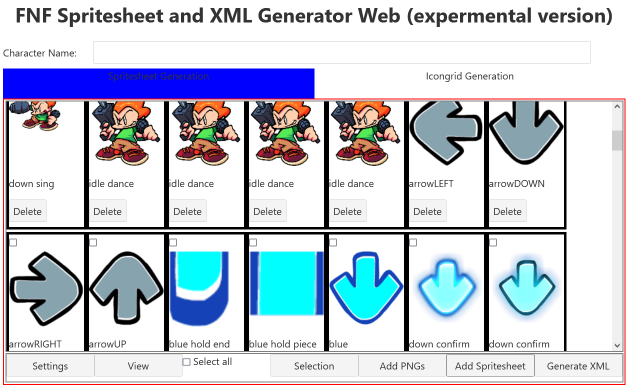 FNF Spritesheet and XML Generator Web (expermental version)
Character Name:
Spritesheet Generation Icongrid Generation
down sing idle dance idle dance idle dance idle dance arrowLEFT arrowDOWN
Delete Delete Delete Delete Delete Delete Delete
arrowRIGHT arrowUP blue hold end blue hold piece blue down confirm down confirm
Settings View Select all Selection Add PNGs Add Spritesheet Generate XML